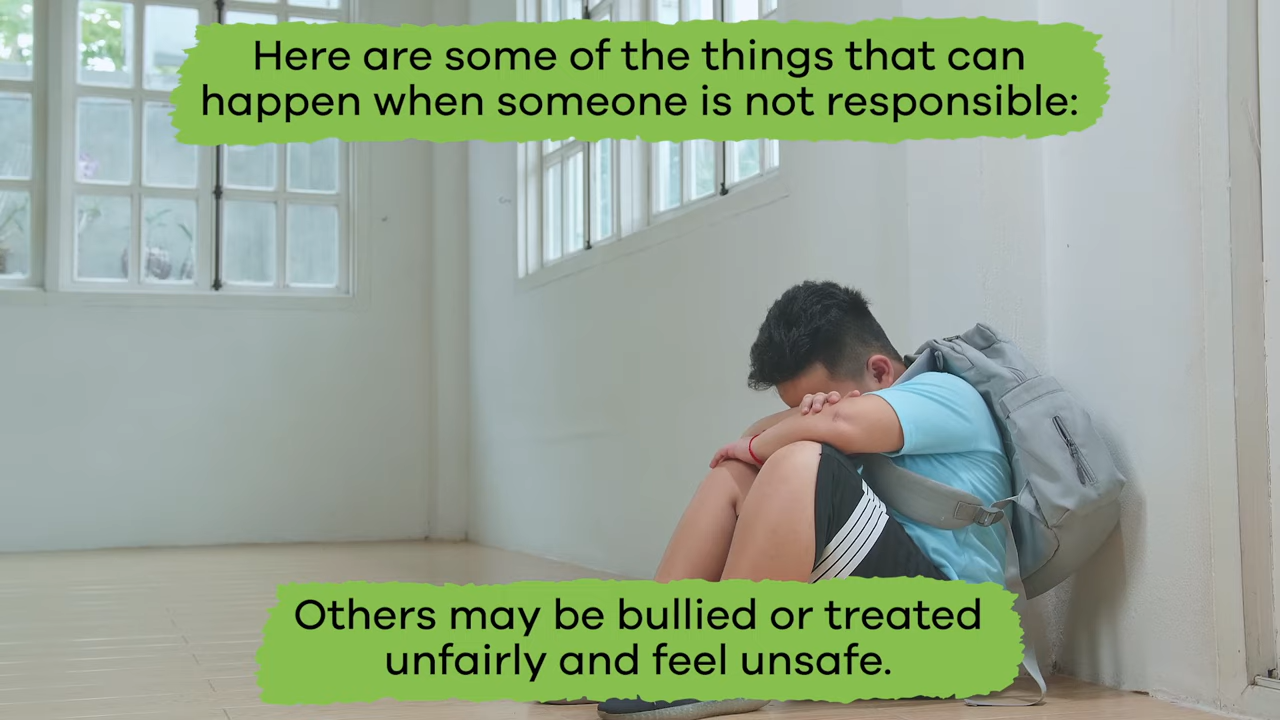 Here are some of the things that can
happen when someone is not responsible:
Others may be bullied or treated
unfairly and feel unsafe.